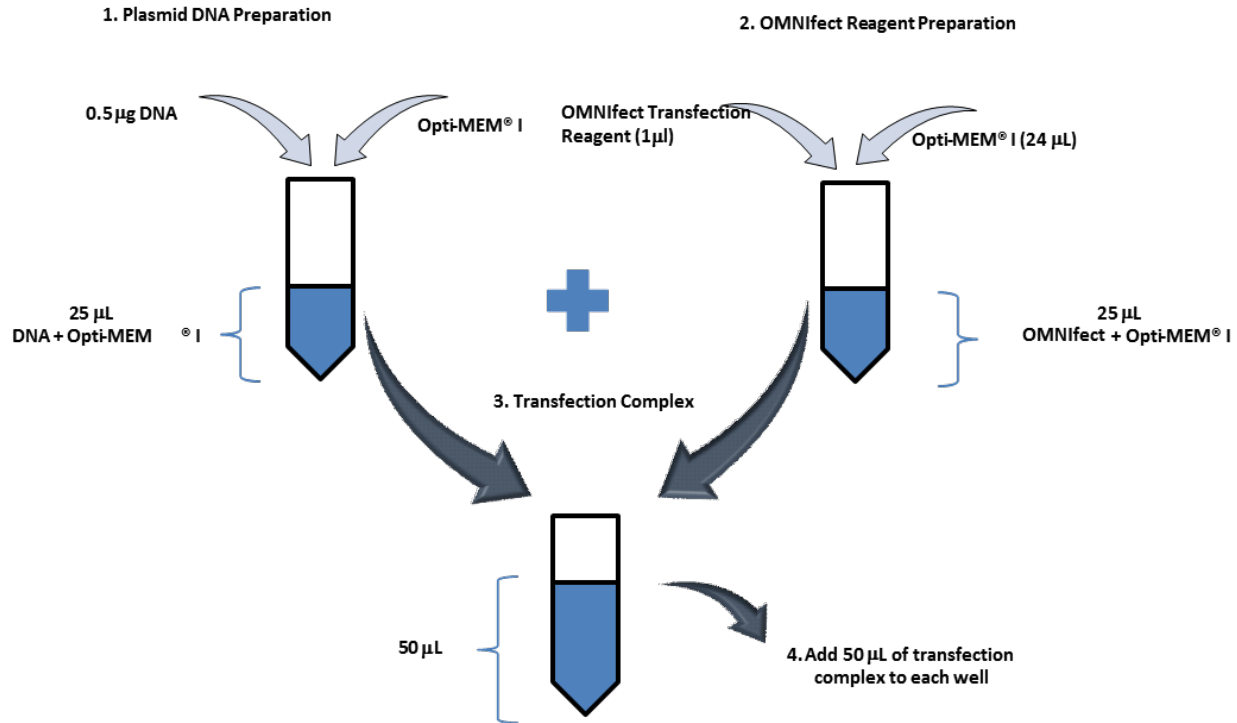 1. Plasmid DNA Preparation
2. OMNIfect Reagent Preparation
0.5 µg DNA
Opti-MEM® I
OMNIfect Transfection
Reagent (1µl)
Opti-MEM® I (24 µL)
25 µL
DNA + Opti-MEM ® I
25 µL
OMNIfect + Opti-MEM® I
3. Transfection Complex
50 µL
4. Add 50 µL of transfection
complex to each well